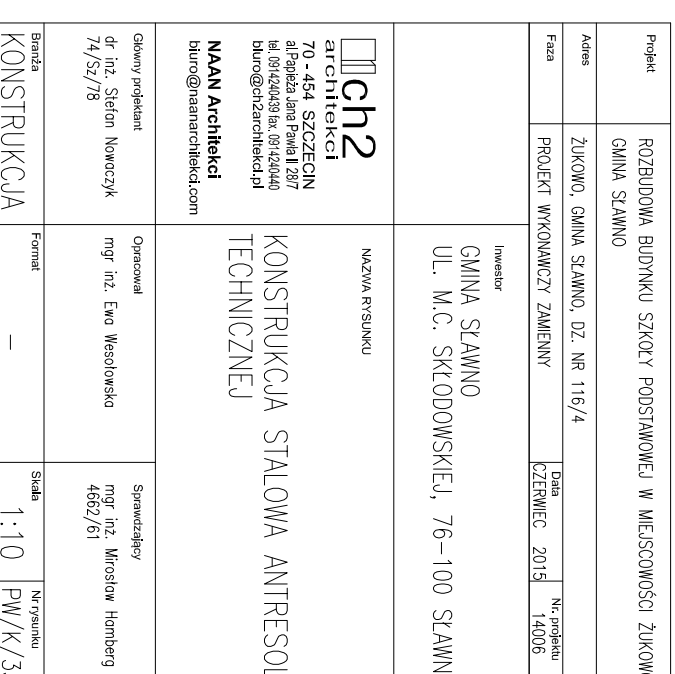 Projekt
ROZBUDOWA BUDYNKU SZKOŁY PODSTAWOWEJ W MIEJSCOWOŚCI ŻUKOWO
GMINA SŁAWNO
Adres
ŻUKOWO, GMINA SŁAWNO, DZ. NR 116/4
Faza
PROJEKT WYKONAWCZY ZAMIENNY
Data
CZERWIEC 2015
Nr. projektu
14006
ch2
architekci
70 - 454 SZCZECIN
al.Papieża Jana Pawła II 28/7
tel. 0914240439 fax. 0914240440
biuro@ch2architekci.pl
NAAN Architekci
biuro@naanarchitekci.com
Inwestor
GMINA SŁAWNO
UL. M.C. SKŁODOWSKIEJ, 76-100 SŁAWN
NAZWA RYSUNKU
KONSTRUKCJA STALOWA ANTRESOL
TECHNICZNEJ
Główny projektant
dr inż. Stefan Nowaczyk
74/Sz/78
Opracował
mgr inż. Ewa Wesołowska
Sprawdzający
mgr inż. Mirosław Hamberg
4662/61
Branża
KONSTRUKCJA
Format
–
Skala
1:10
Nr rysunku
PW/K/3